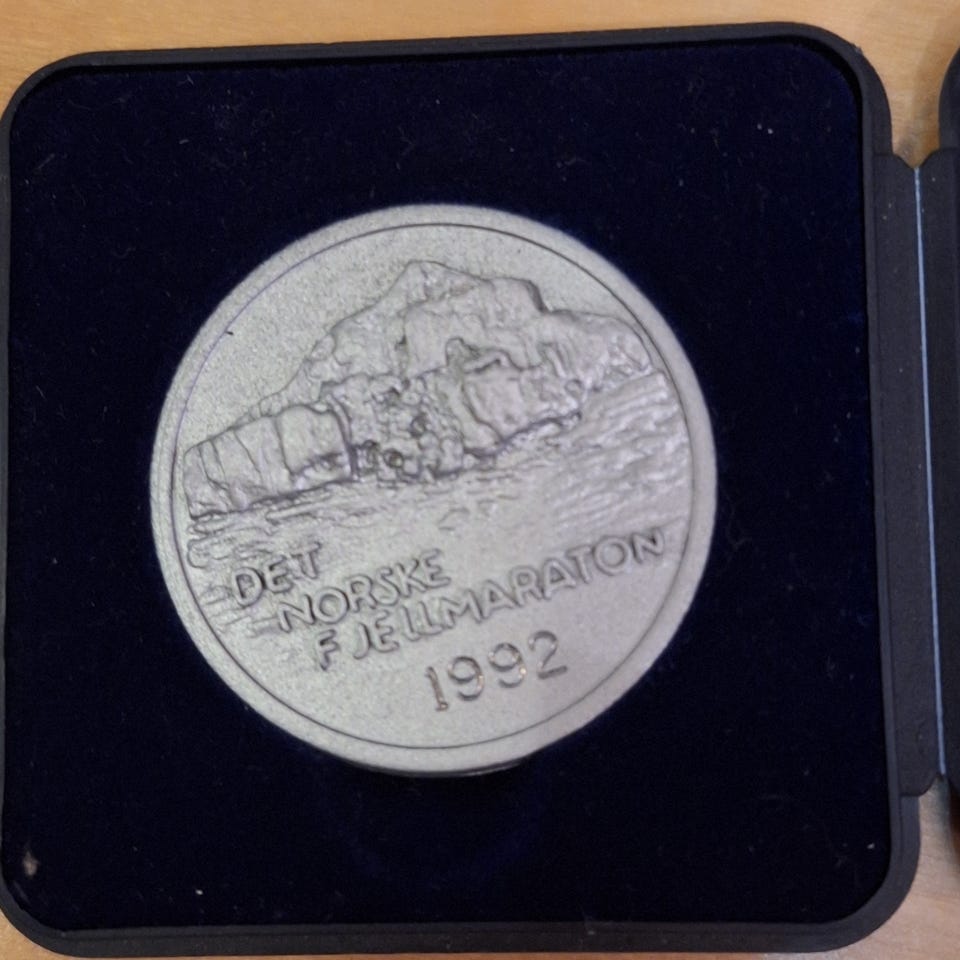 DET
NORSKE
FJELLMARATON
1992